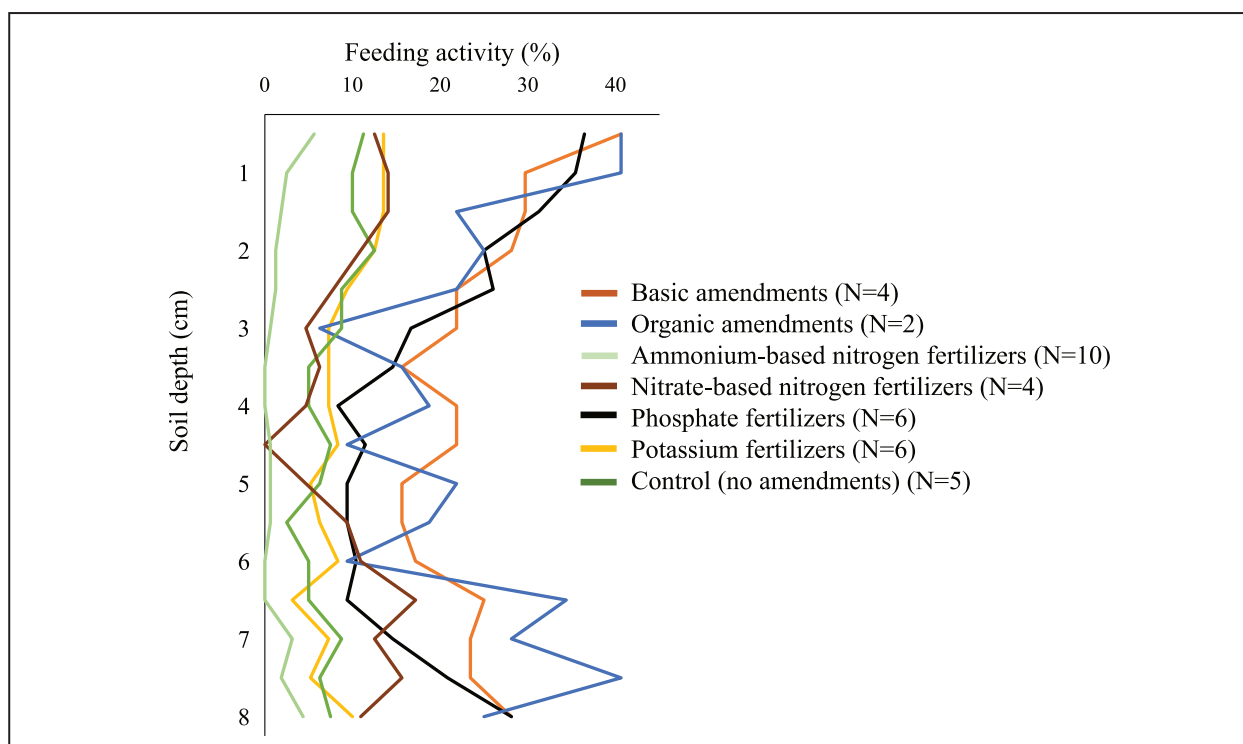 Feeding activity (%)
0 10 20 30 40
Soil depth (cm)
1
2
3
4
5
6
7
8
Basic amendments (N=4)
Organic amendments (N=2)
Ammonium-based nitrogen fertilizers (N=10)
Nitrate-based nitrogen fertilizers (N=4)
Phosphate fertilizers (N=6)
Potassium fertilizers (N=6)
Control (no amendments) (N=5)